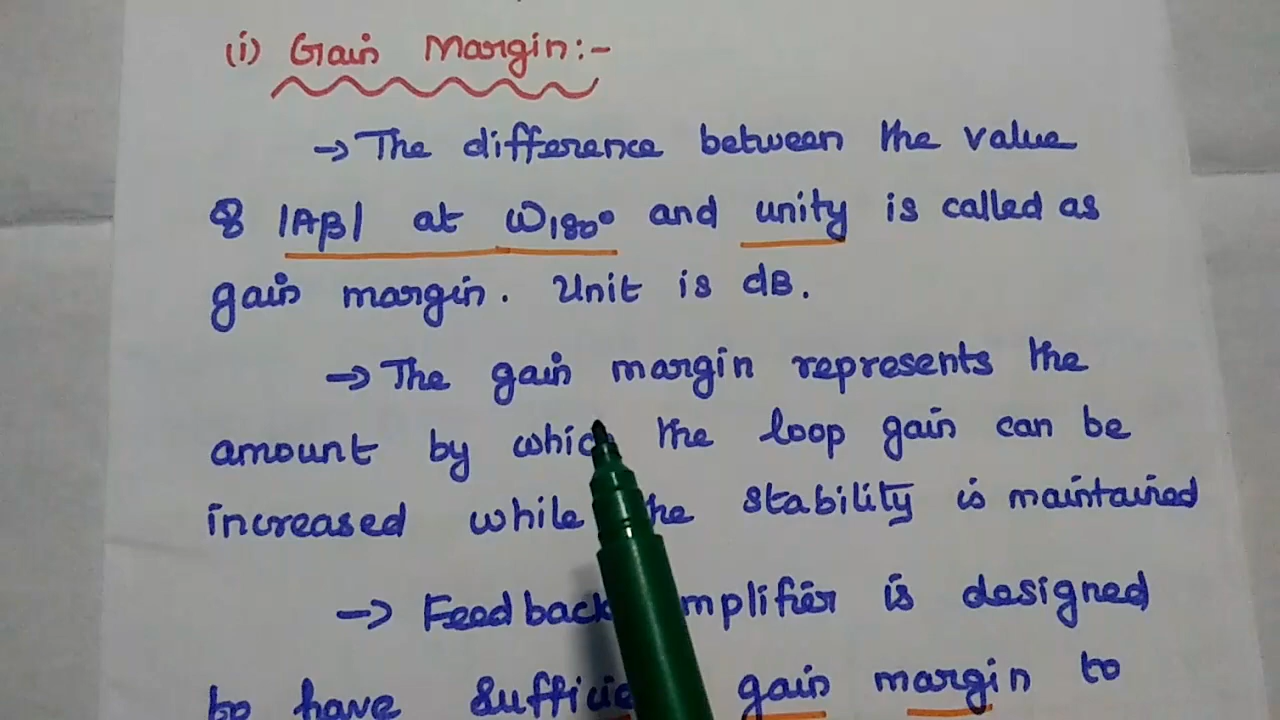 (i) Gain Margin:-
→ The difference between the value
of |Aβ| at ω180° and unity is called as
gain margin. Unit is dB.
→ The gain margin represents the
amount by which the loop gain can be
increased while the stability is maintained
→ Feedback amplifier is designed
to have gain margin to